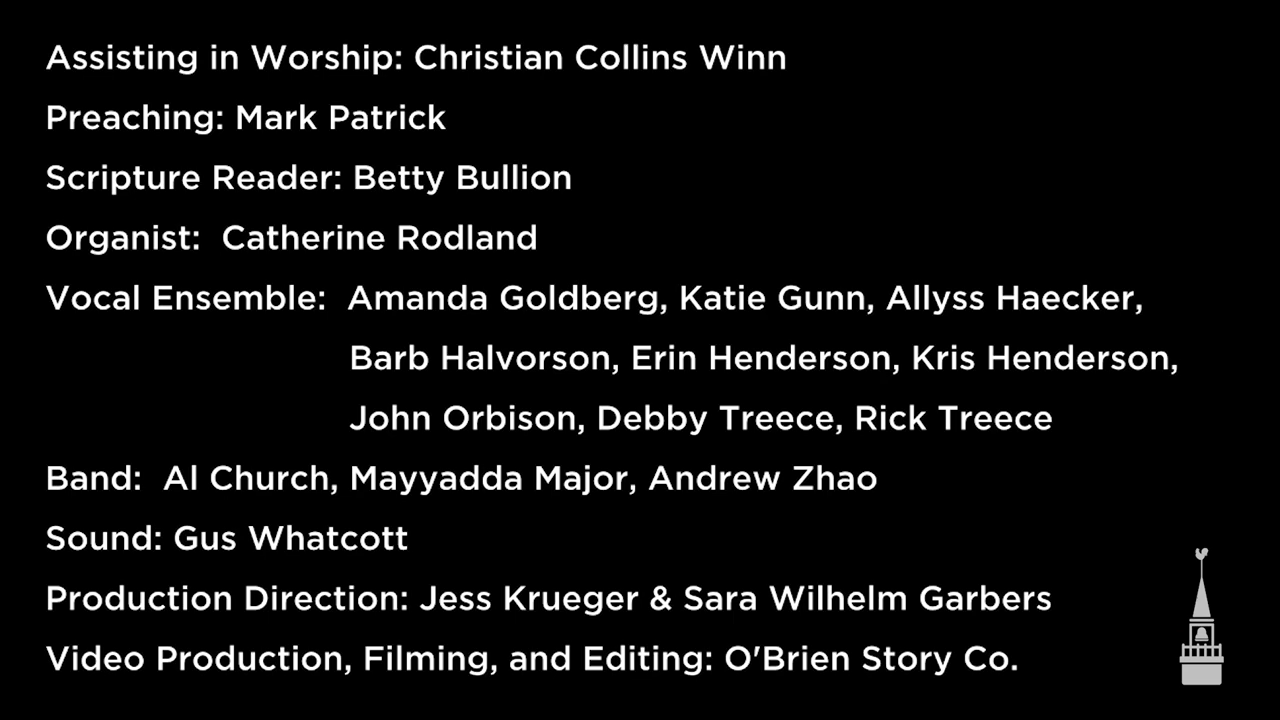 Assisting in Worship: Christian Collins Winn
Preaching: Mark Patrick
Scripture Reader: Betty Bullion
Organist:  Catherine Rodland
Vocal Ensemble:  Amanda Goldberg, Katie Gunn, Allyss Haecker,
Barb Halvorson, Erin Henderson, Kris Henderson,
John Orbison, Debby Treece, Rick Treece
Band:  Al Church, Mayyadda Major, Andrew Zhao
Sound: Gus Whatcott
Production Direction: Jess Krueger & Sara Wilhelm Garbers
Video Production, Filming, and Editing: O'Brien Story Co.